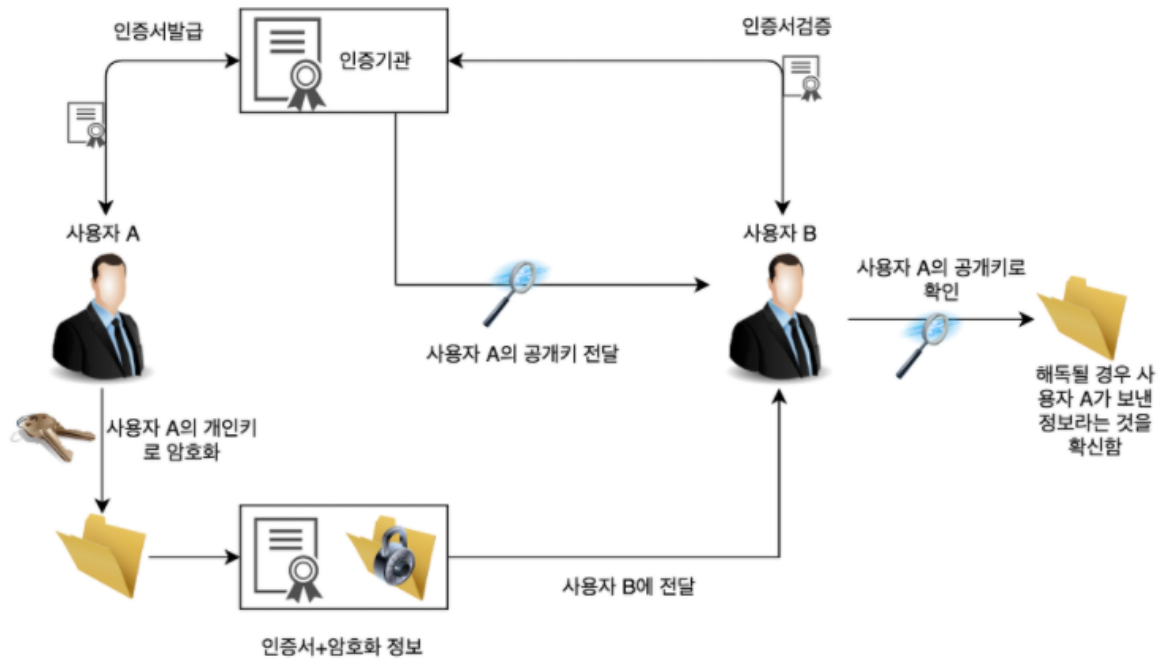 인증서발급
인증서검증
인증기관
사용자 A
사용자 B
사용자 A의 공개키로
확인
사용자 A의 공개키 전달
해독될 경우 사
용자 A가 보낸
정보라는 것을
확신함
사용자 A의 개인키
로 암호화
사용자 B에 전달
인증서+암호화 정보